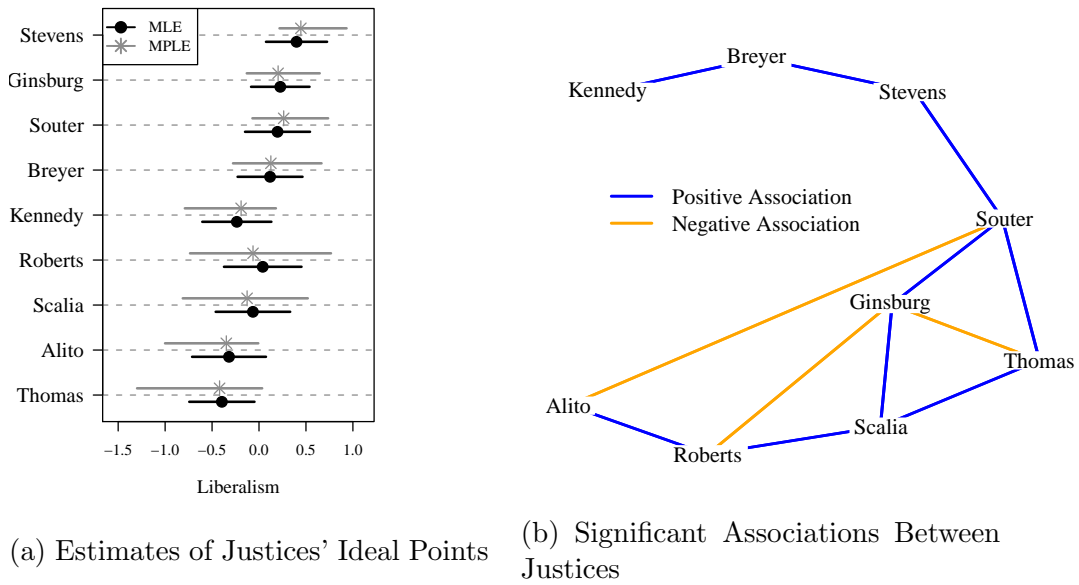 MLE
MPLE
Stevens
Ginsburg
Souter
Breyer
Kennedy
Roberts
Scalia
Alito
Thomas
−1.5 −1.0 −0.5 0.0 0.5 1.0
Liberalism
(a) Estimates of Justices' Ideal Points
Breyer
Kennedy
Stevens
Positive Association
Negative Association
Souter
Ginsburg
Thomas
Alito
Scalia
Roberts
(b) Significant Associations Between
Justices